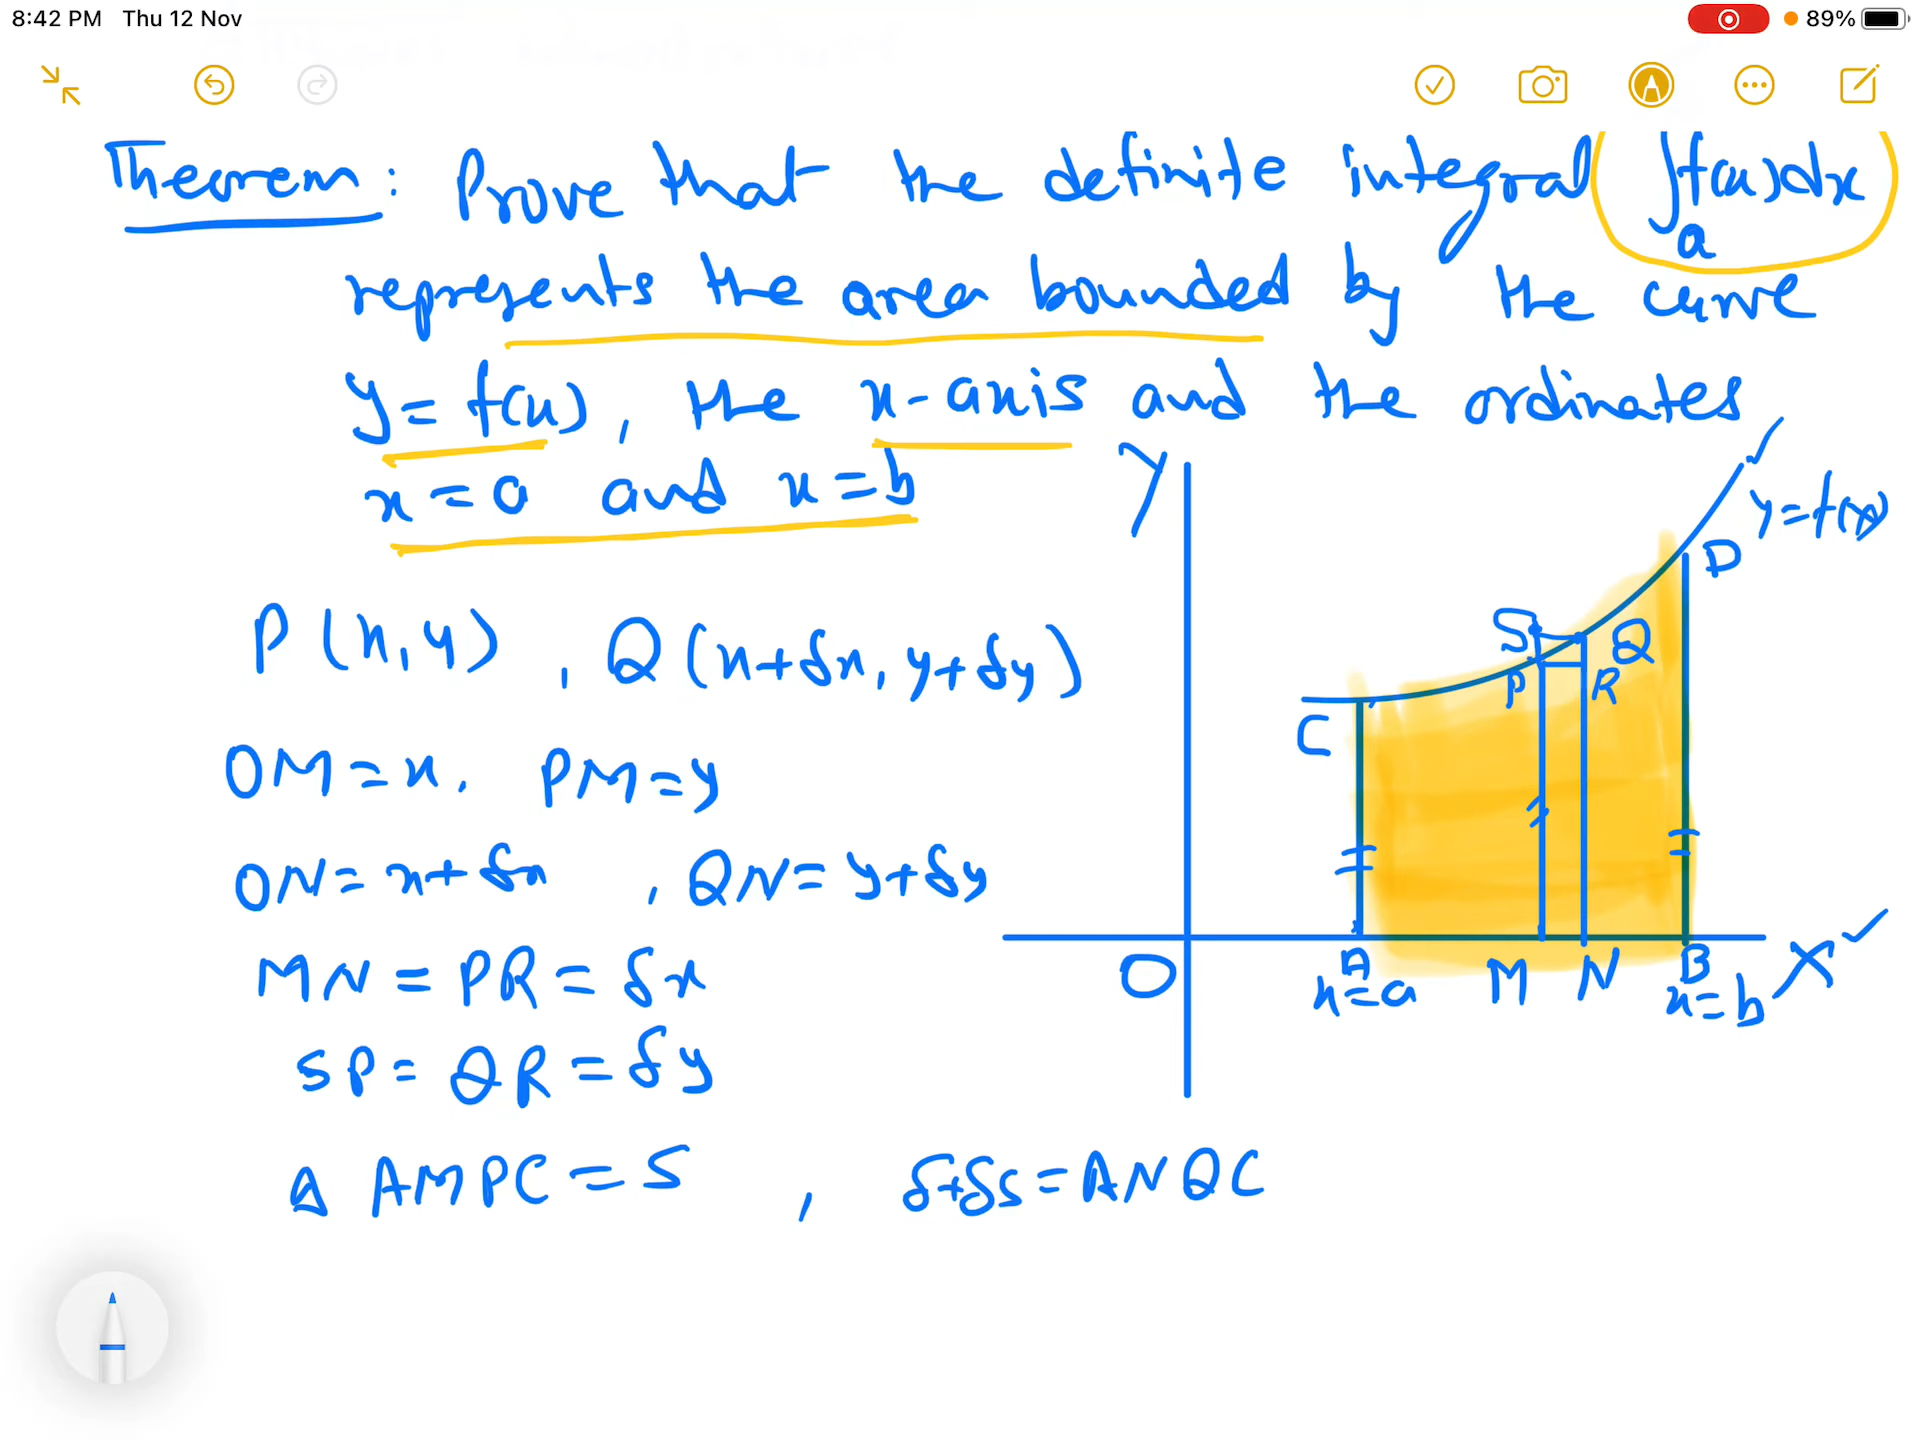 8:42 PM Thu 12 Nov 89%
Theorem: Prove that the definite integral ∫f(x)dx
a
represents the area bounded by the curve
y = f(x), the x-axis and the ordinates
x = a and x = b
Y
y=f(x)
D
S Q
P R
C
O A M N B X
x=a x=b
P(x,y), Q(x+δx, y+δy)
OM = x, PM = y
ON = x+δx, QN = y+δy
MN = PR = δx
SP = QR = δy
AMPC = S, S+δS = ANQC